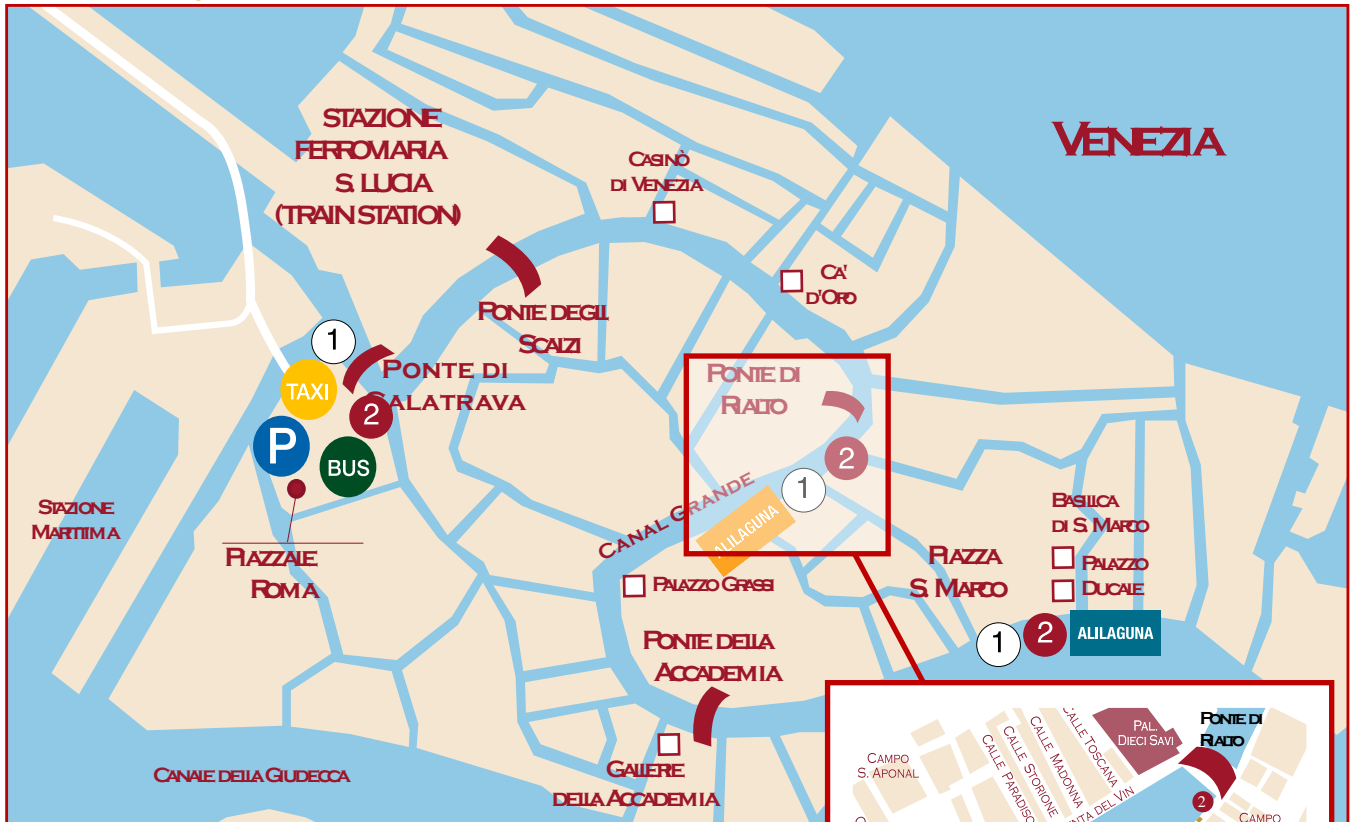 VENEZIA
STAZIONE
FERROVIARIA
S. LUCIA
(TRAIN STATION)
CASINÒ
DI VENEZIA
CA'
D'ORO
PONTE DEGLI
SCALZI
1
TAXI
PONTE DI
CALATRAVA
2
P
BUS
PONTE DI
RIALTO
2
1
CANAL GRANDE
ALILAGUNA
STAZIONE
MARITTIMA
PIAZZALE
ROMA
BASILICA
DI S. MARCO
PALAZZO
DUCALE
PIAZZA
S. MARCO
PALAZZO GRASSI
1
2
ALILAGUNA
PONTE DELLA
ACCADEMIA
GALLERIE
DELLA ACCADEMIA
CANALE DELLA GIUDECCA
PAL.
DIECI SAVI
PONTE DI
RIALTO
CAMPO
S. APONAL
CALLE PARADISO
CALLE STORIONE
CALLE MADONNA
CALLE TOSCANA
DEL VIN
2
CAMPO